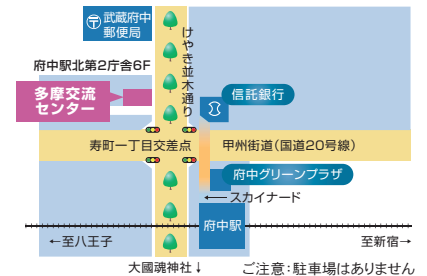 武蔵府中
郵便局
けやき並木通り
府中駅北第2庁舎6F
多摩交流
センター
信託銀行
寿町一丁目交差点
甲州街道(国道20号線)
府中グリーンプラザ
←スカイナード
府中駅
←至八王子
至新宿→
大國魂神社↓
ご注意:駐車場はありません